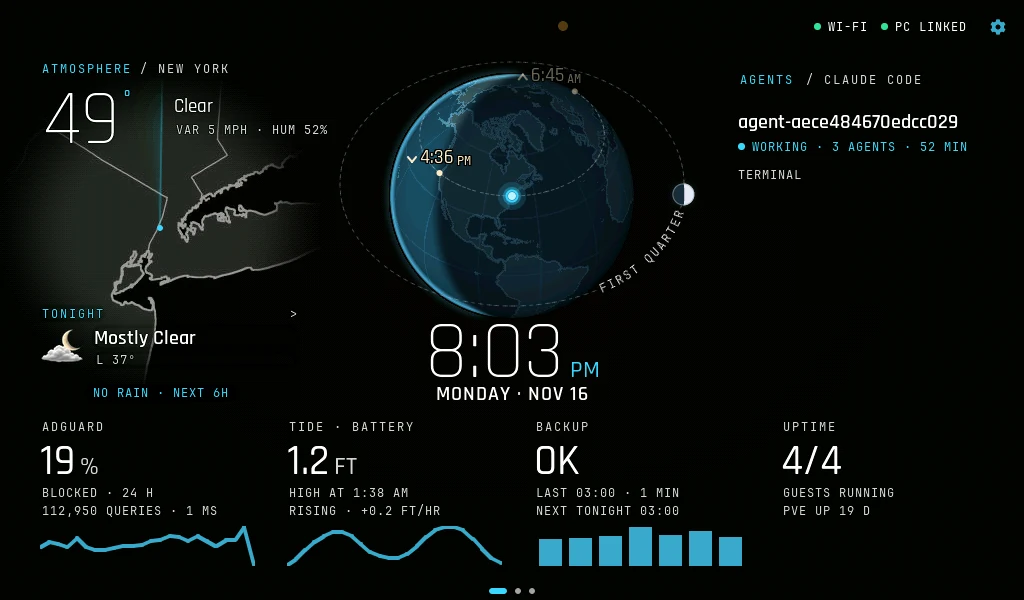 WI-FI
PC LINKED
ATMOSPHERE / NEW YORK
49°
Clear
VAR 5 MPH · HUM 52%
6:45 AM
4:36 PM
FIRST QUARTER
AGENTS / CLAUDE CODE
agent-aece484670edcc029
WORKING · 3 AGENTS · 52 MIN
TERMINAL
TONIGHT >
Mostly Clear
L 37°
NO RAIN · NEXT 6H
8:03 PM
MONDAY · NOV 16
ADGUARD
19 %
BLOCKED · 24 H
112,950 QUERIES · 1 MS
TIDE · BATTERY
1.2 FT
HIGH AT 1:38 AM
RISING · +0.2 FT/HR
BACKUP
OK
LAST 03:00 · 1 MIN
NEXT TONIGHT 03:00
UPTIME
4/4
GUESTS RUNNING
PVE UP 19 D